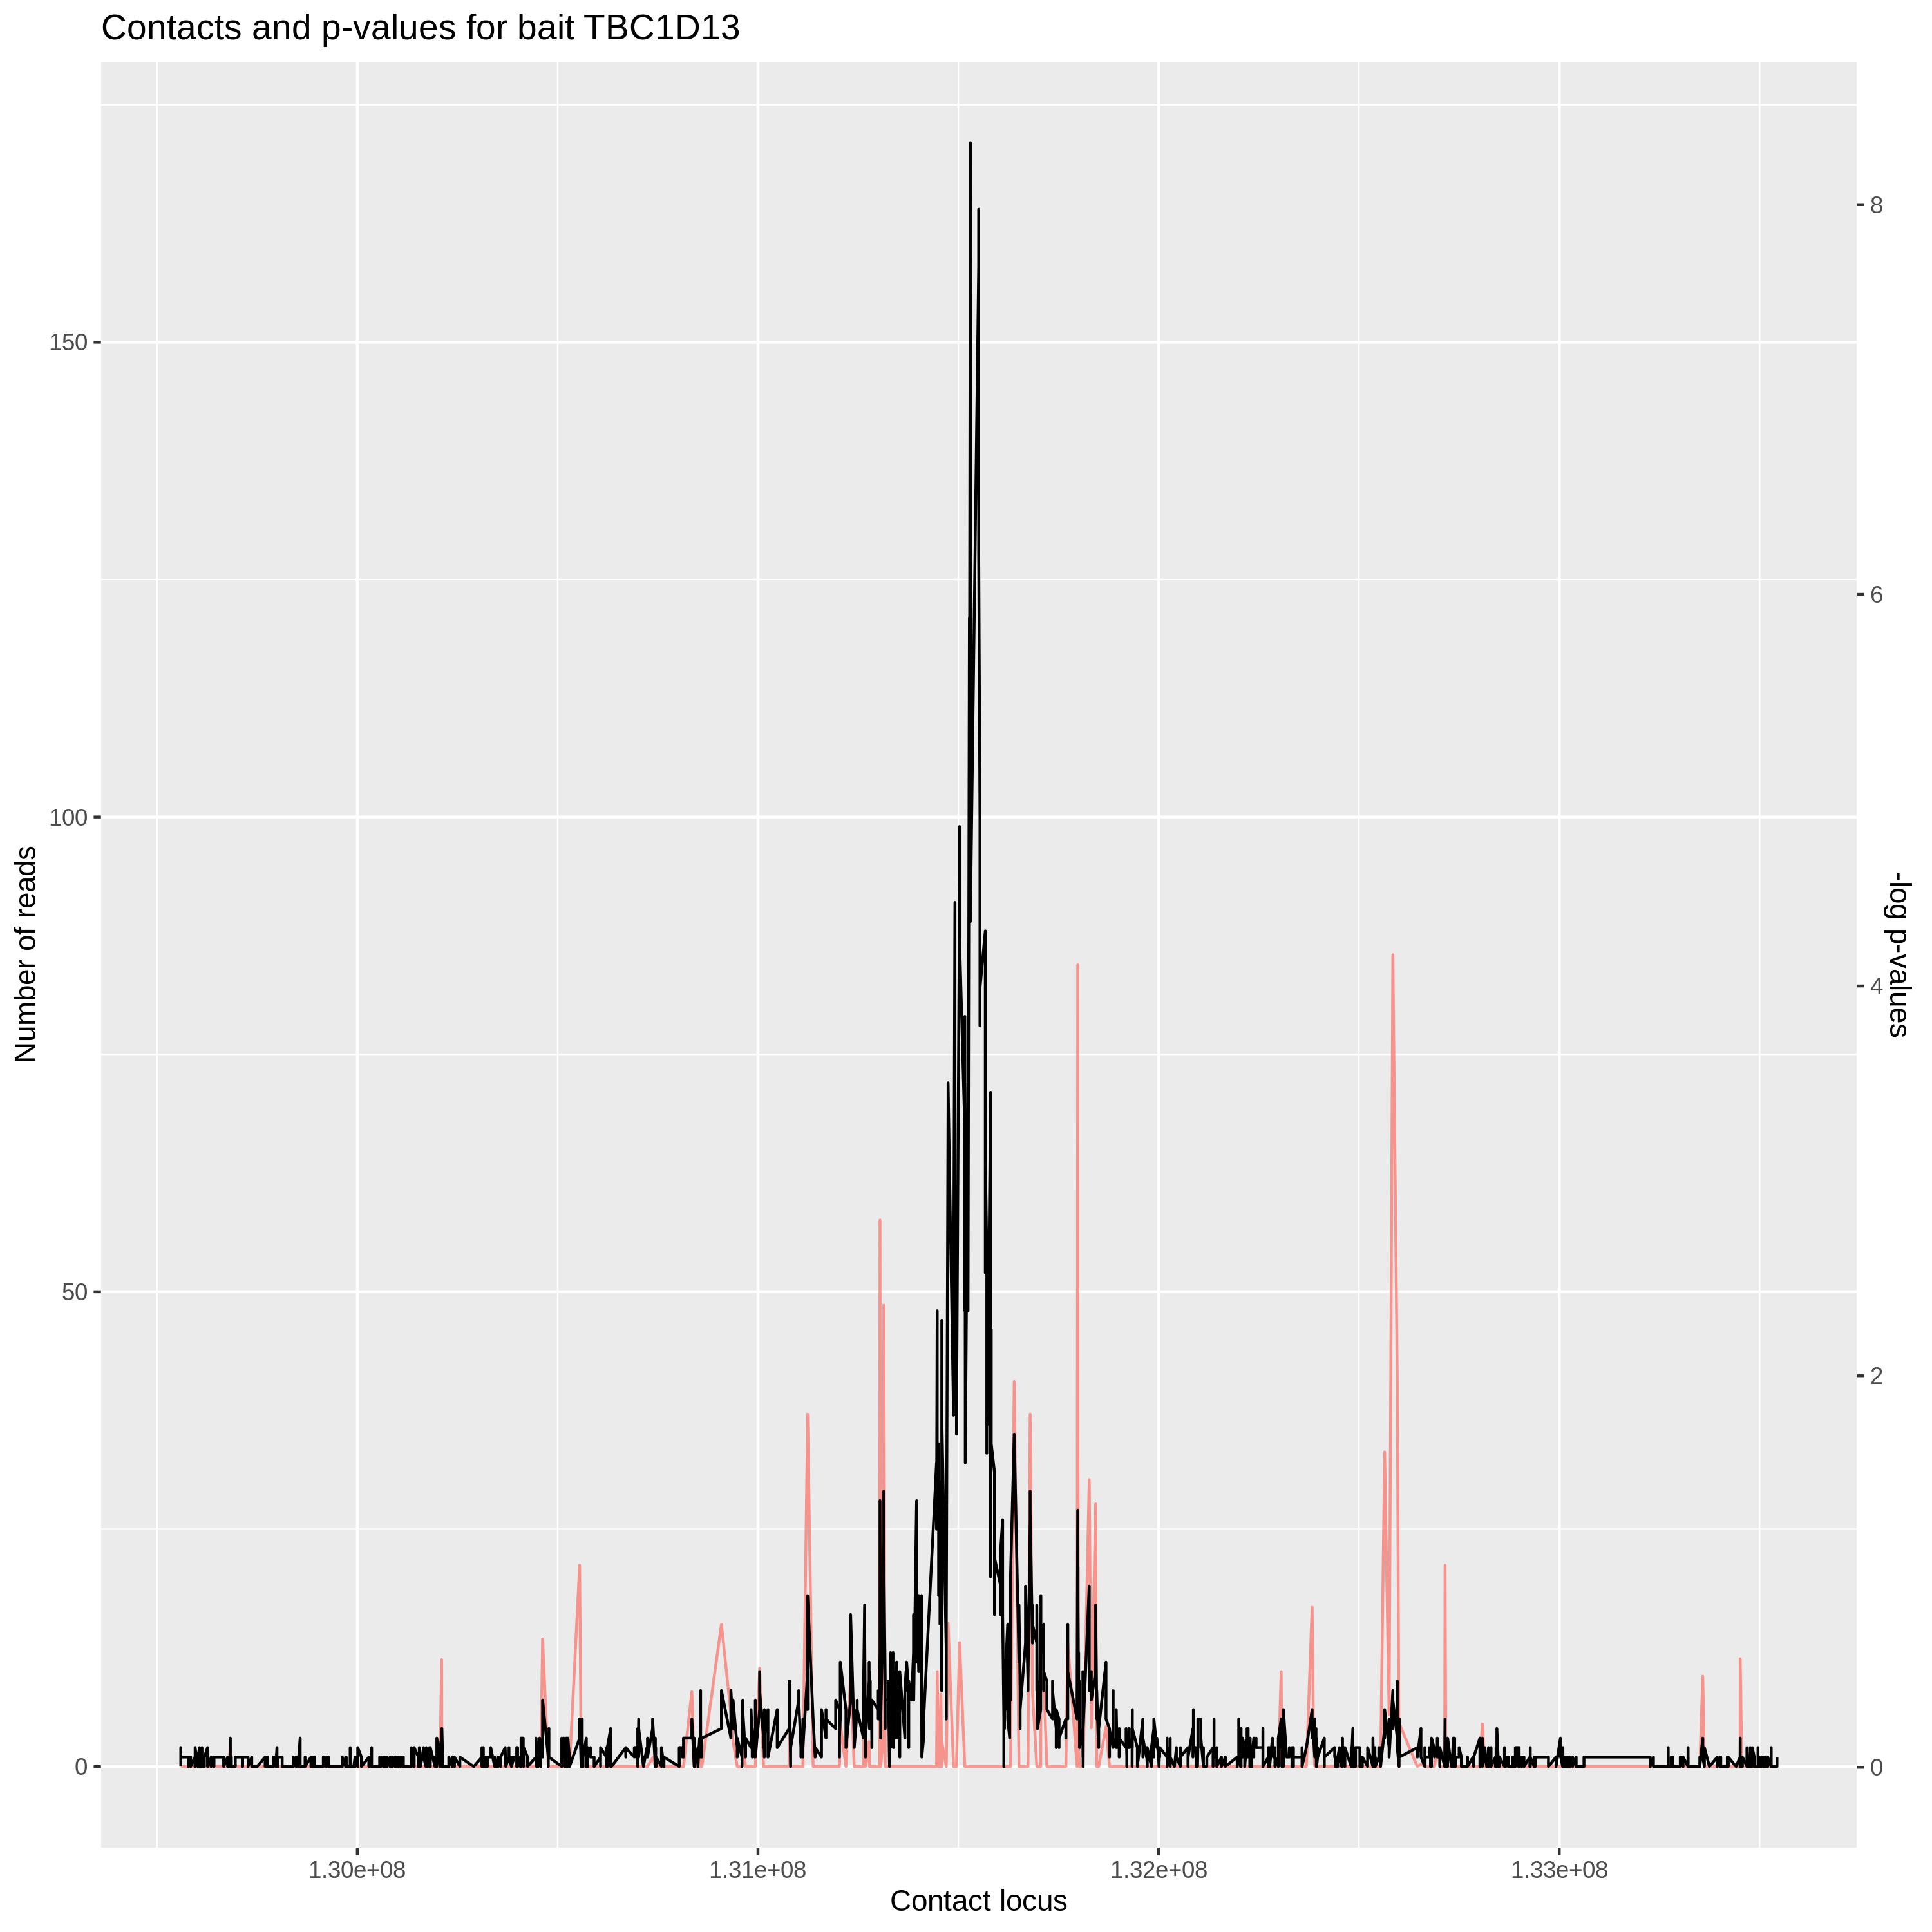 Contacts and p-values for bait TBC1D13
Number of reads
150
100
50
0
8
6
4
2
0
-log p-values
1.30e+08
1.31e+08
1.32e+08
1.33e+08
Contact locus